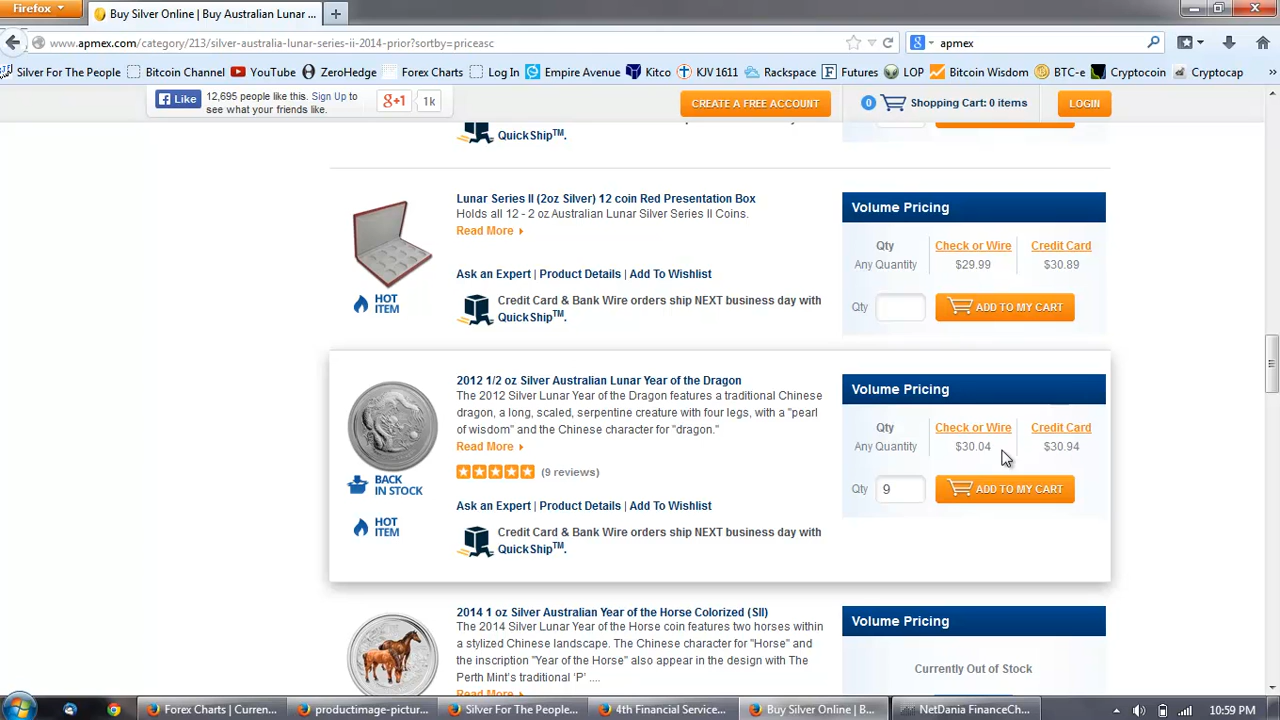 Firefox
Buy Silver Online | Buy Australian Lunar ...
www.apmex.com/category/213/silver-australia-lunar-series-ii-2014-prior?sortby=priceasc
apmex
Silver For The People Bitcoin Channel YouTube ZeroHedge Forex Charts Log In Empire Avenue Kitco KJV 1611 Rackspace Futures LOP Bitcoin Wisdom BTC-e Cryptocoin Cryptocap »
Like 12,695 people like this. Sign Up to see what your friends like.
g+1 1k
CREATE A FREE ACCOUNT
0 Shopping Cart: 0 items
LOGIN
QuickShip™.
Lunar Series II (2oz Silver) 12 coin Red Presentation Box
Holds all 12 - 2 oz Australian Lunar Silver Series II Coins.
Read More
HOT ITEM
Ask an Expert | Product Details | Add To Wishlist
Credit Card & Bank Wire orders ship NEXT business day with
QuickShip™.
Volume Pricing
Qty Check or Wire Credit Card
Any Quantity $29.99 $30.89
Qty ADD TO MY CART
2012 1/2 oz Silver Australian Lunar Year of the Dragon
The 2012 Silver Lunar Year of the Dragon features a traditional Chinese
dragon, a long, scaled, serpentine creature with four legs, with a "pearl
of wisdom" and the Chinese character for "dragon."
Read More
(9 reviews)
BACK IN STOCK
HOT ITEM
Ask an Expert | Product Details | Add To Wishlist
Credit Card & Bank Wire orders ship NEXT business day with
QuickShip™.
Volume Pricing
Qty Check or Wire Credit Card
Any Quantity $30.04 $30.94
Qty 9 ADD TO MY CART
2014 1 oz Silver Australian Year of the Horse Colorized (SII)
The 2014 Silver Lunar Year of the Horse coin features two horses within
a stylized Chinese landscape. The Chinese character for "Horse" and
the inscription "Year of the Horse" also appear in the design with The
Perth Mint's traditional 'P' ....
Read More
Volume Pricing
Currently Out of Stock
Forex Charts | Curren...
productimage-pictur...
Silver For The People...
4th Financial Service...
Buy Silver Online | B...
NetDania FinanceCh...
10:59 PM